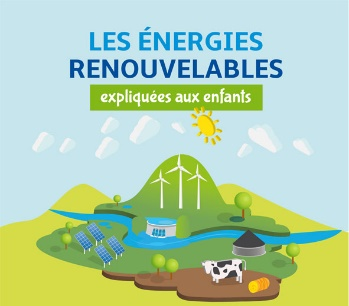 LES ÉNERGIES
RENOUVELABLES
expliquées aux enfants